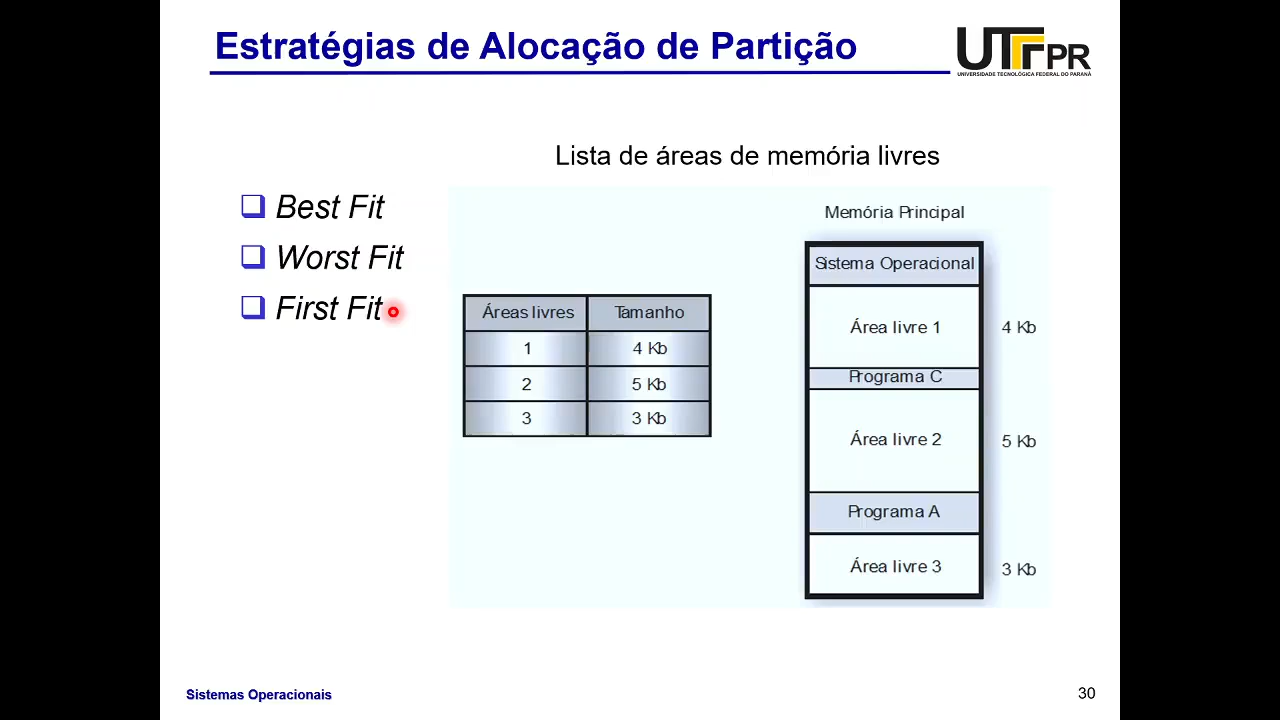 Estratégias de Alocação de Partição
UTFPR
UNIVERSIDADE TECNOLÓGICA FEDERAL DO PARANÁ
Lista de áreas de memória livres
Best Fit
Worst Fit
First Fit
Áreas livres Tamanho
1 4 Kb
2 5 Kb
3 3 Kb
Memória Principal
Sistema Operacional
Área livre 1 4 Kb
Programa C
Área livre 2 5 Kb
Programa A
Área livre 3 3 Kb
Sistemas Operacionais
30